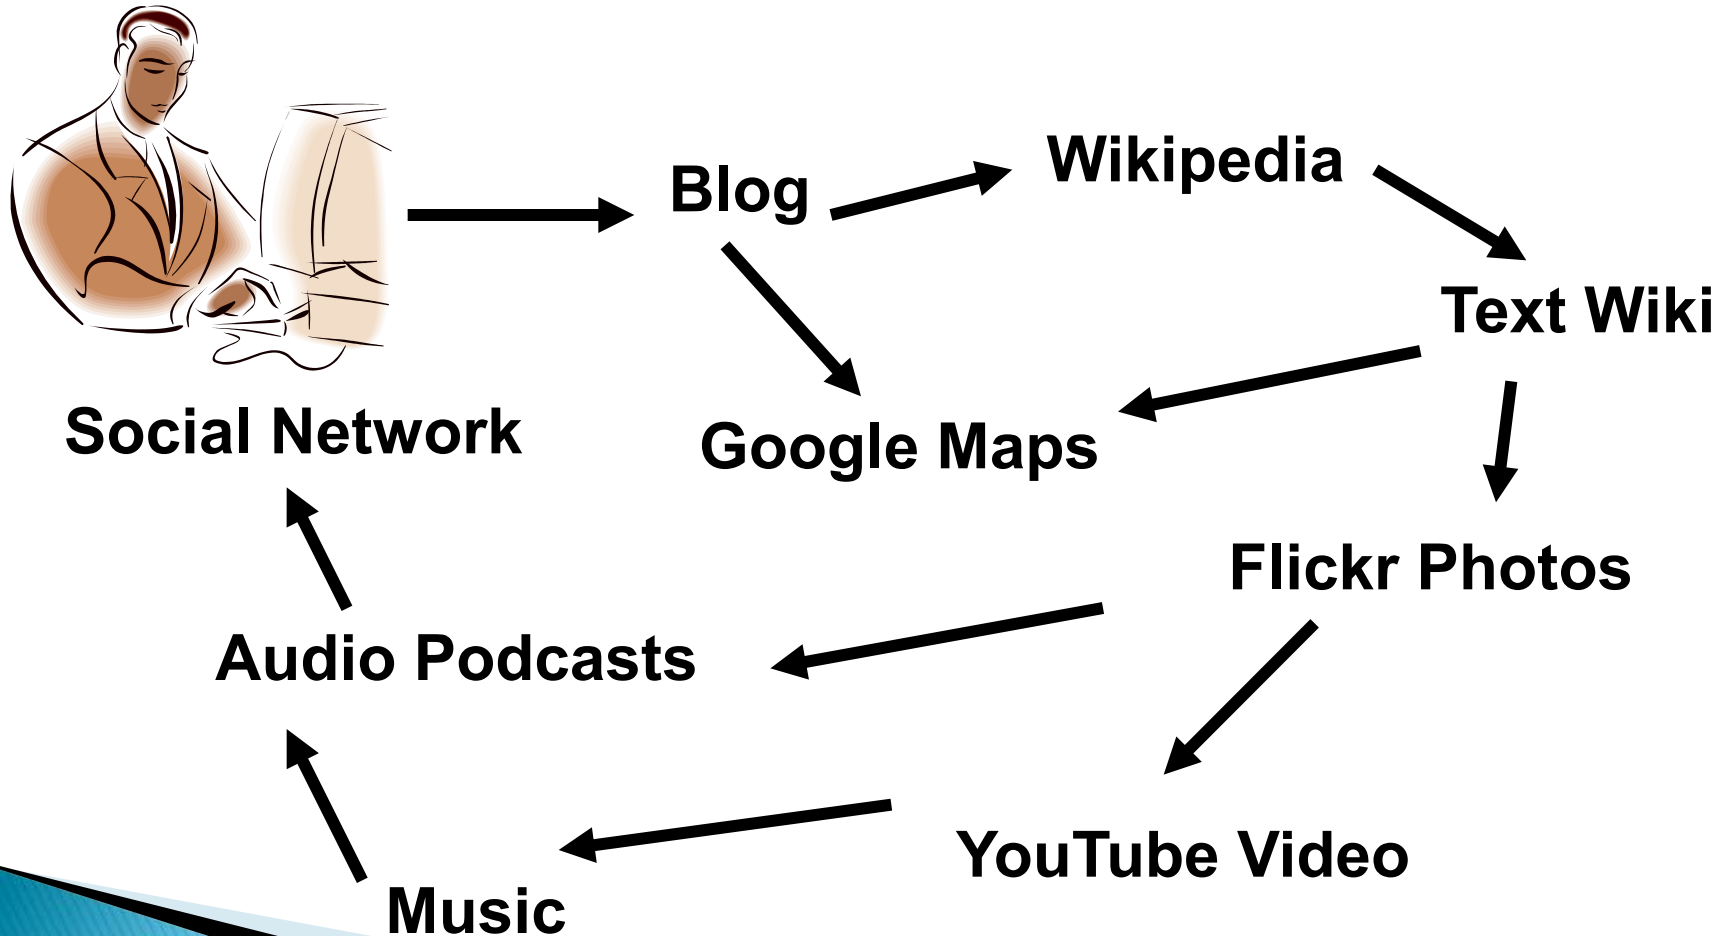 Wikipedia
Blog
Text Wiki
Social Network
Google Maps
Flickr Photos
Audio Podcasts
YouTube Video
Music